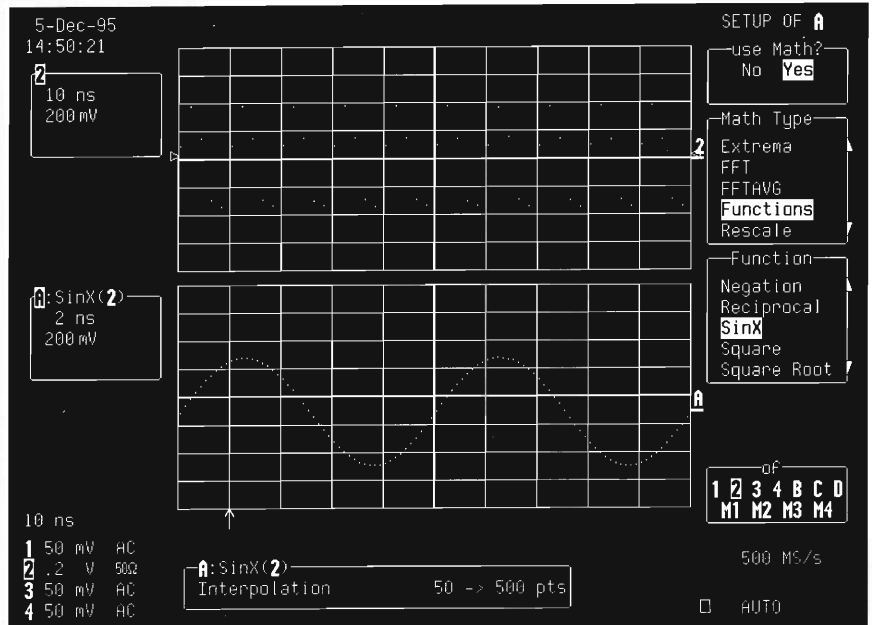 5-Dec-95
14:50:21
2
10 ns
200 mV
A:SinX(2)
2 ns
200 mV
10 ns
1 50 mV AC
2 .2 V 50Ω
3 50 mV AC
4 50 mV AC
2
A
A:SinX(2)
Interpolation 50 -> 500 pts
SETUP OF A
use Math?
No Yes
Math Type
Extrema
FFT
FFTAVG
Functions
Rescale
Function
Negation
Reciprocal
SinX
Square
Square Root
of
1 2 3 4 B C D
M1 M2 M3 M4
500 MS/s
AUTO